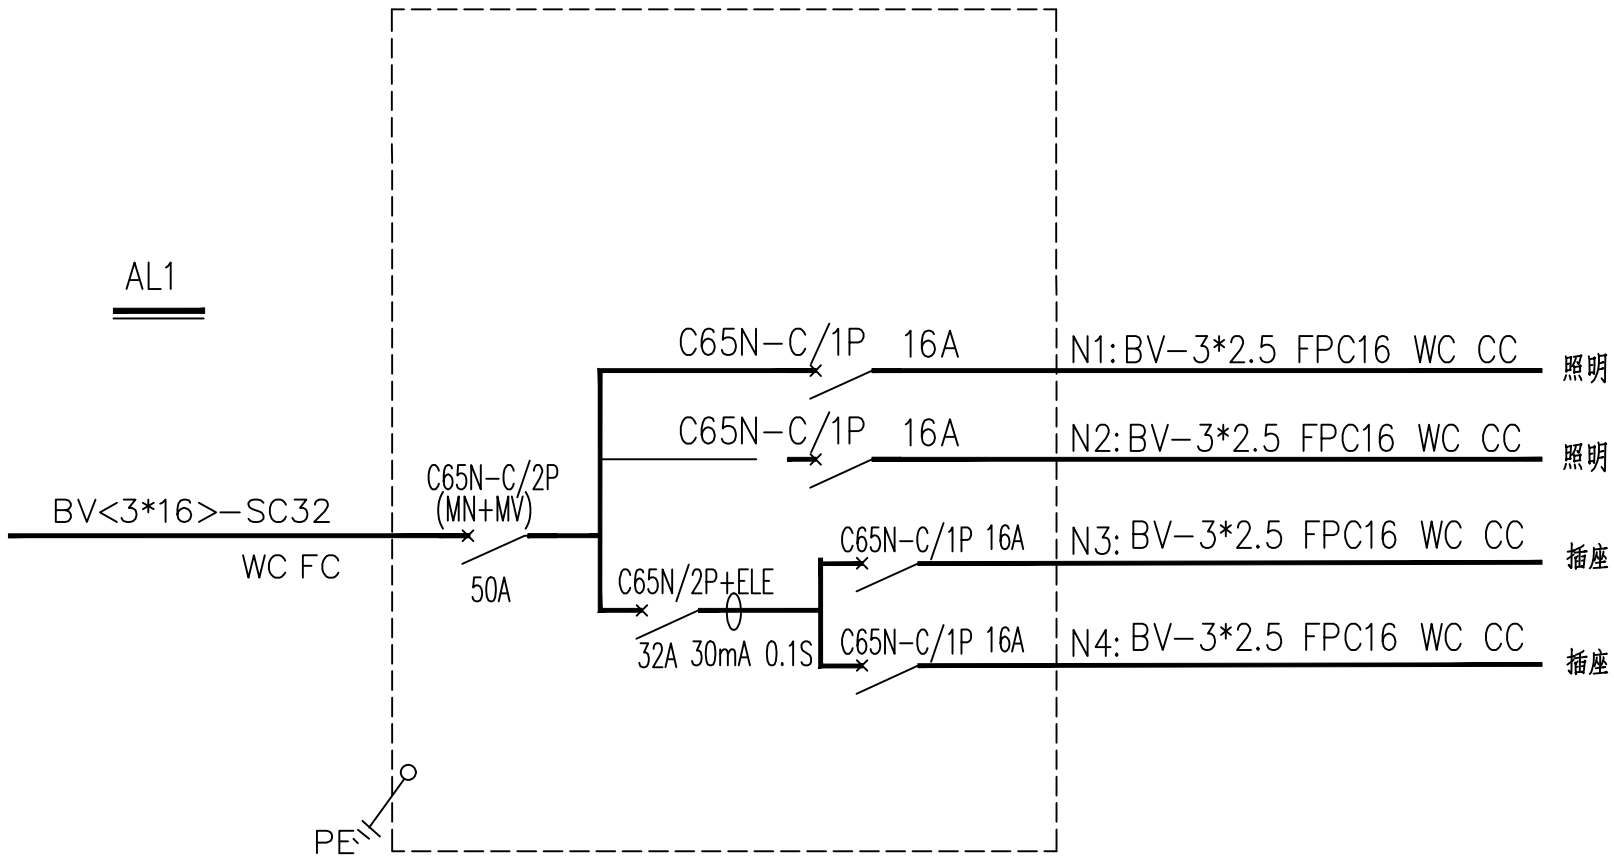 AL1
C65N-C/1P 16A N1:BV-3*2.5 FPC16 WC CC 照明
C65N-C/1P 16A N2:BV-3*2.5 FPC16 WC CC 照明
C65N-C/2P
(MN+MV)
BV<3*16>-SC32
WC FC
50A
C65N-C/1P 16A N3: BV-3*2.5 FPC16 WC CC 插座
C65N/2P+ELE
32A 30mA 0.1S
C65N-C/1P 16A N4: BV-3*2.5 FPC16 WC CC 插座
PE